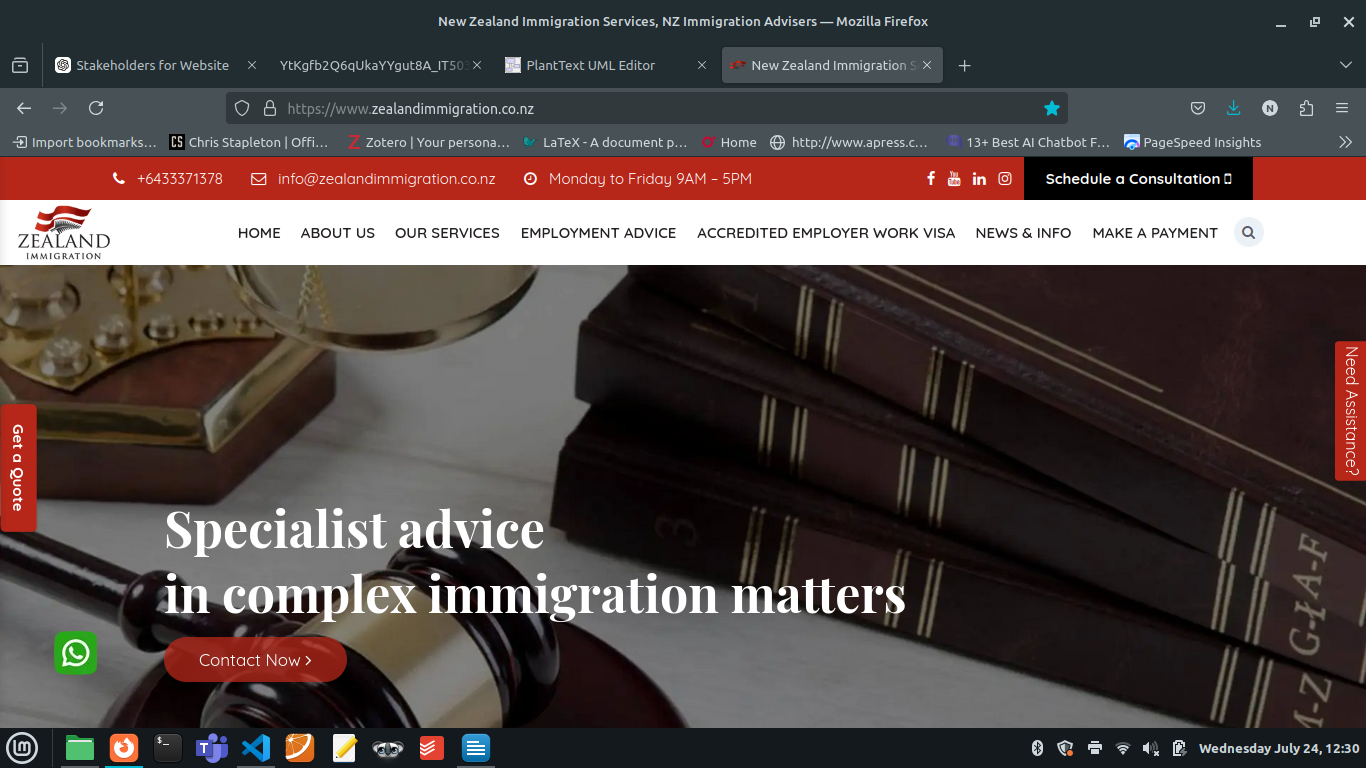 New Zealand Immigration Services, NZ Immigration Advisers — Mozilla Firefox
Stakeholders for Website
YtKgfb2Q6qUkaYYgut8A_IT503
PlantText UML Editor
New Zealand Immigration S
https://www.zealandimmigration.co.nz
N
Import bookmarks…
CS
Chris Stapleton | Offi…
Z
Zotero | Your persona…
LaTeX - A document p…
Home
http://www.apress.c…
13+ Best AI Chatbot F…
PageSpeed Insights
+6433371378
info@zealandimmigration.co.nz
Monday to Friday 9AM – 5PM
Schedule a Consultation
ZEALAND
IMMIGRATION
HOME
ABOUT US
OUR SERVICES
EMPLOYMENT ADVICE
ACCREDITED EMPLOYER WORK VISA
NEWS & INFO
MAKE A PAYMENT
Need Assistance?
Get a Quote
Specialist advice
in complex immigration matters
Contact Now
3
G-Ł
A-F
M-Z
Wednesday July 24, 12:30